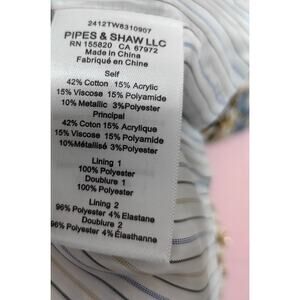 2412TW8310907
PIPES & SHAW LLC
RN 155820 CA 67972
Made in China
Fabriqué en Chine
Self
42% Cotton 15% Acrylic
15% Viscose 15% Polyamide
10% Metallic 3%Polyester
Principal
42% Coton 15% Acrylique
15% Viscose 15% Polyamide
10%Métallisé 3%Polyester
Lining 1
100% Polyester
Doublure 1
100% Polyester
Lining 2
96% Polyester 4% Elastane
Doublure 2
96% Polyester 4% Élasthanne